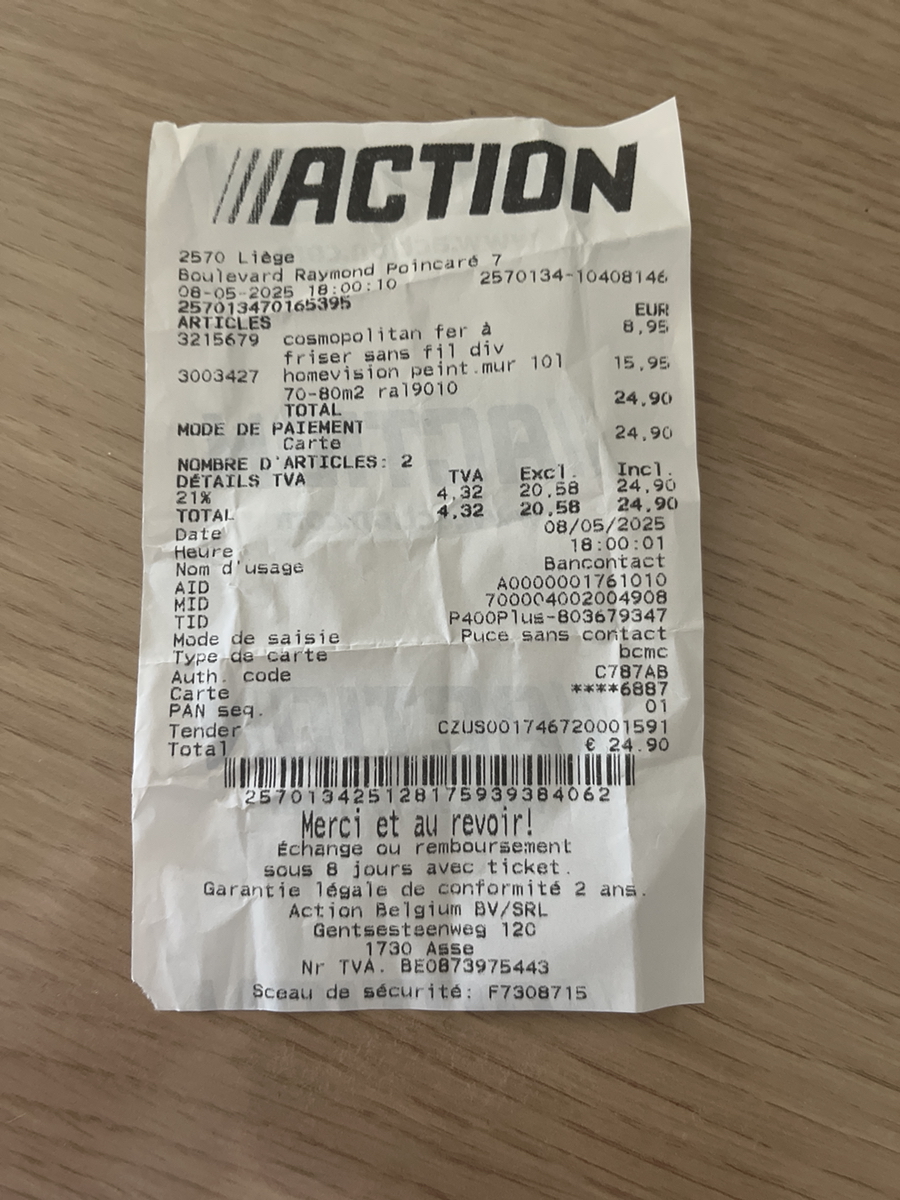 ACTION
2570 Liège
Boulevard Raymond Poincaré 7
08-05-2025 18:00:10 2570134-10408146
257013470165395
ARTICLES EUR
3215679 cosmopolitan fer à 8,95
friser sans fil div
3003427 homevision peint.mur 101 15,95
70-80m2 ral9010
TOTAL 24,90
MODE DE PAIEMENT
Carte 24,90
NOMBRE D'ARTICLES: 2
DÉTAILS TVA TVA Excl. Incl.
21% 4,32 20,58 24,90
TOTAL 4,32 20,58 24,90
Date 08/05/2025
Heure 18:00:01
Nom d'usage Bancontact
AID A0000001761010
MID 700004002004908
TID P400Plus-803679347
Mode de saisie Puce sans contact
Type de carte bcmc
Auth. code C787AB
Carte ****6887
PAN seq. 01
Tender CZUS001746720001591
Total € 24.90
257013425128175939384062
Merci et au revoir!
Échange ou remboursement
sous 8 jours avec ticket.
Garantie légale de conformité 2 ans.
Action Belgium BV/SRL
Gentsesteenweg 120
1730 Asse
Nr TVA. BE0873975443
Sceau de sécurité: F7308715